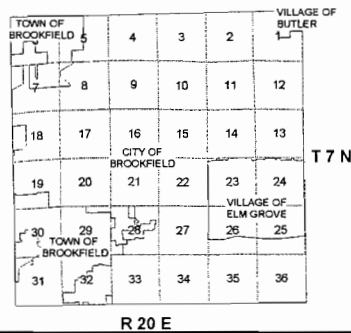 VILLAGE OF
BUTLER
TOWN OF
BROOKFIELD
5 4 3 2 1
7 8 9 10 11 12
18 17 16 15 14 13
CITY OF
BROOKFIELD
T 7 N
19 20 21 22 23 24
VILLAGE OF
ELM GROVE
30 29 28 27 26 25
TOWN OF
BROOKFIELD
31 32 33 34 35 36
R 20 E